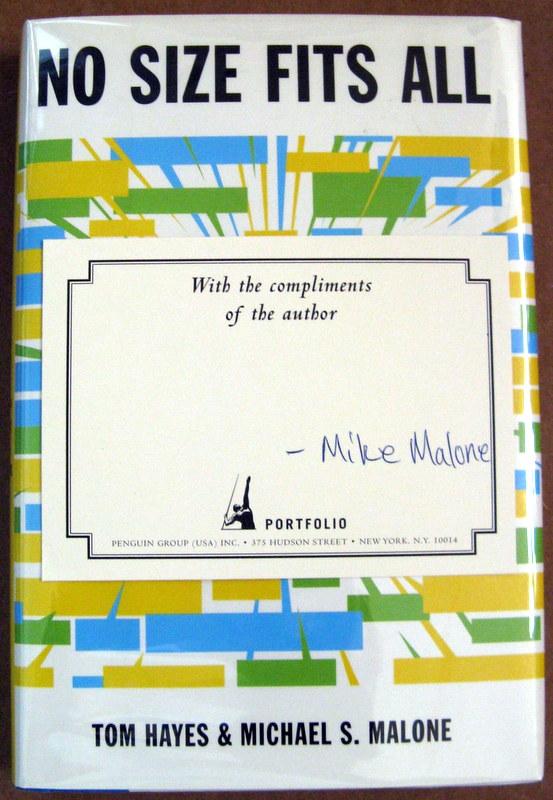 NO SIZE FITS ALL
With the compliments
of the author
– Mike Malone
PORTFOLIO
PENGUIN GROUP (USA) INC. • 375 HUDSON STREET • NEW YORK, N.Y. 10014
TOM HAYES & MICHAEL S. MALONE